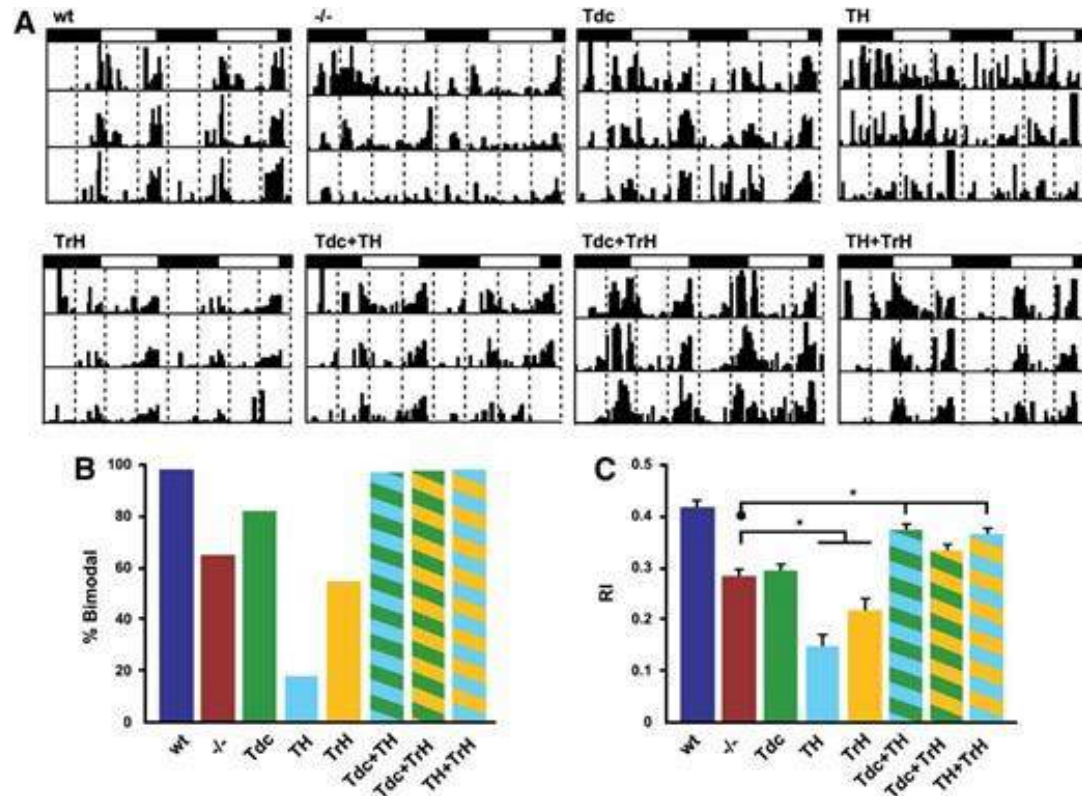 A
wt
-/-
Tdc
TH
TrH
Tdc+TH
Tdc+TrH
TH+TrH
B
100
80
60
40
20
0
% Bimodal
wt
-/-
Tdc
TH
TrH
Tdc+TH
Tdc+TrH
TH+TrH
C
0.5
0.4
0.3
0.2
0.1
0
RI
*
*
wt
-/-
Tdc
TH
TrH
Tdc+TH
Tdc+TrH
TH+TrH